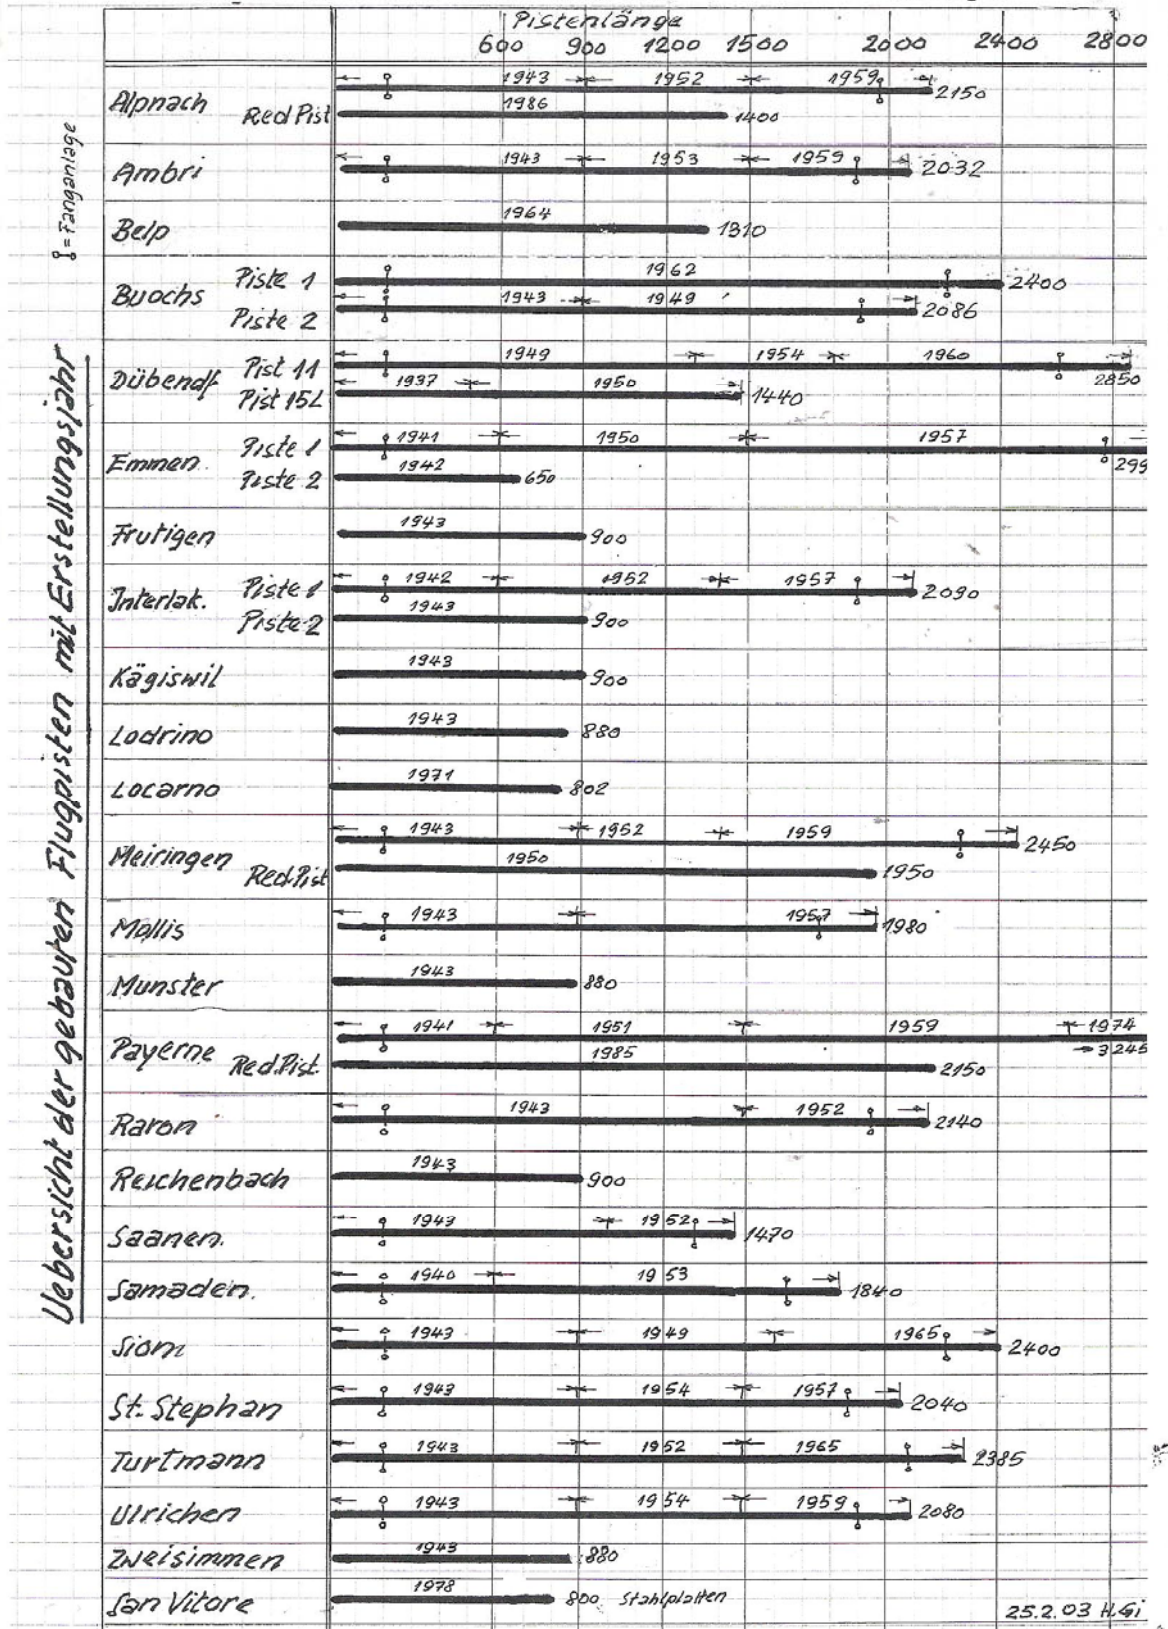 Pistenlänge
600 900 1200 1500 2000 2400 2800
Uebersicht der gebauten Flugpisten mit Erstellungsjahr
= Fanganlage
Alpnach 1943 1952 1959 2150
Red Pist 1986 1400
Ambri 1943 1953 1959 2032
Belp 1964 1310
Buochs Piste 1 1962 2400
Piste 2 1943 1949 2086
Dübendf Pist 11 1949 1954 1960 2850
Pist 15L 1937 1950 1440
Emmen. Piste 1 1941 1950 1957 299
Piste 2 1942 650
Frutigen 1943 900
Interlak. Piste 1 1942 1952 1957 2090
Piste 2 1943 900
Kägiswil 1943 900
Lodrino 1943 880
Locarno 1971 802
Meiringen 1943 1952 1959 2450
Red.Pist 1950 1950
Mollis 1943 1957 1980
Munster 1943 880
Payerne 1941 1951 1959 1974 3245
Red.Pist. 1985 2150
Raron 1943 1952 2140
Reichenbach 1943 900
Saanen. 1943 1952 1470
Samaden. 1940 1953 1840
Sion 1943 1949 1965 2400
St. Stephan 1943 1954 1957 2040
Turtmann 1943 1952 1965 2385
Ulrichen 1943 1954 1959 2080
Zweisimmen 1943 880
San Vitore 1978 800 Stahlplatten
25.2.03 H.Gi